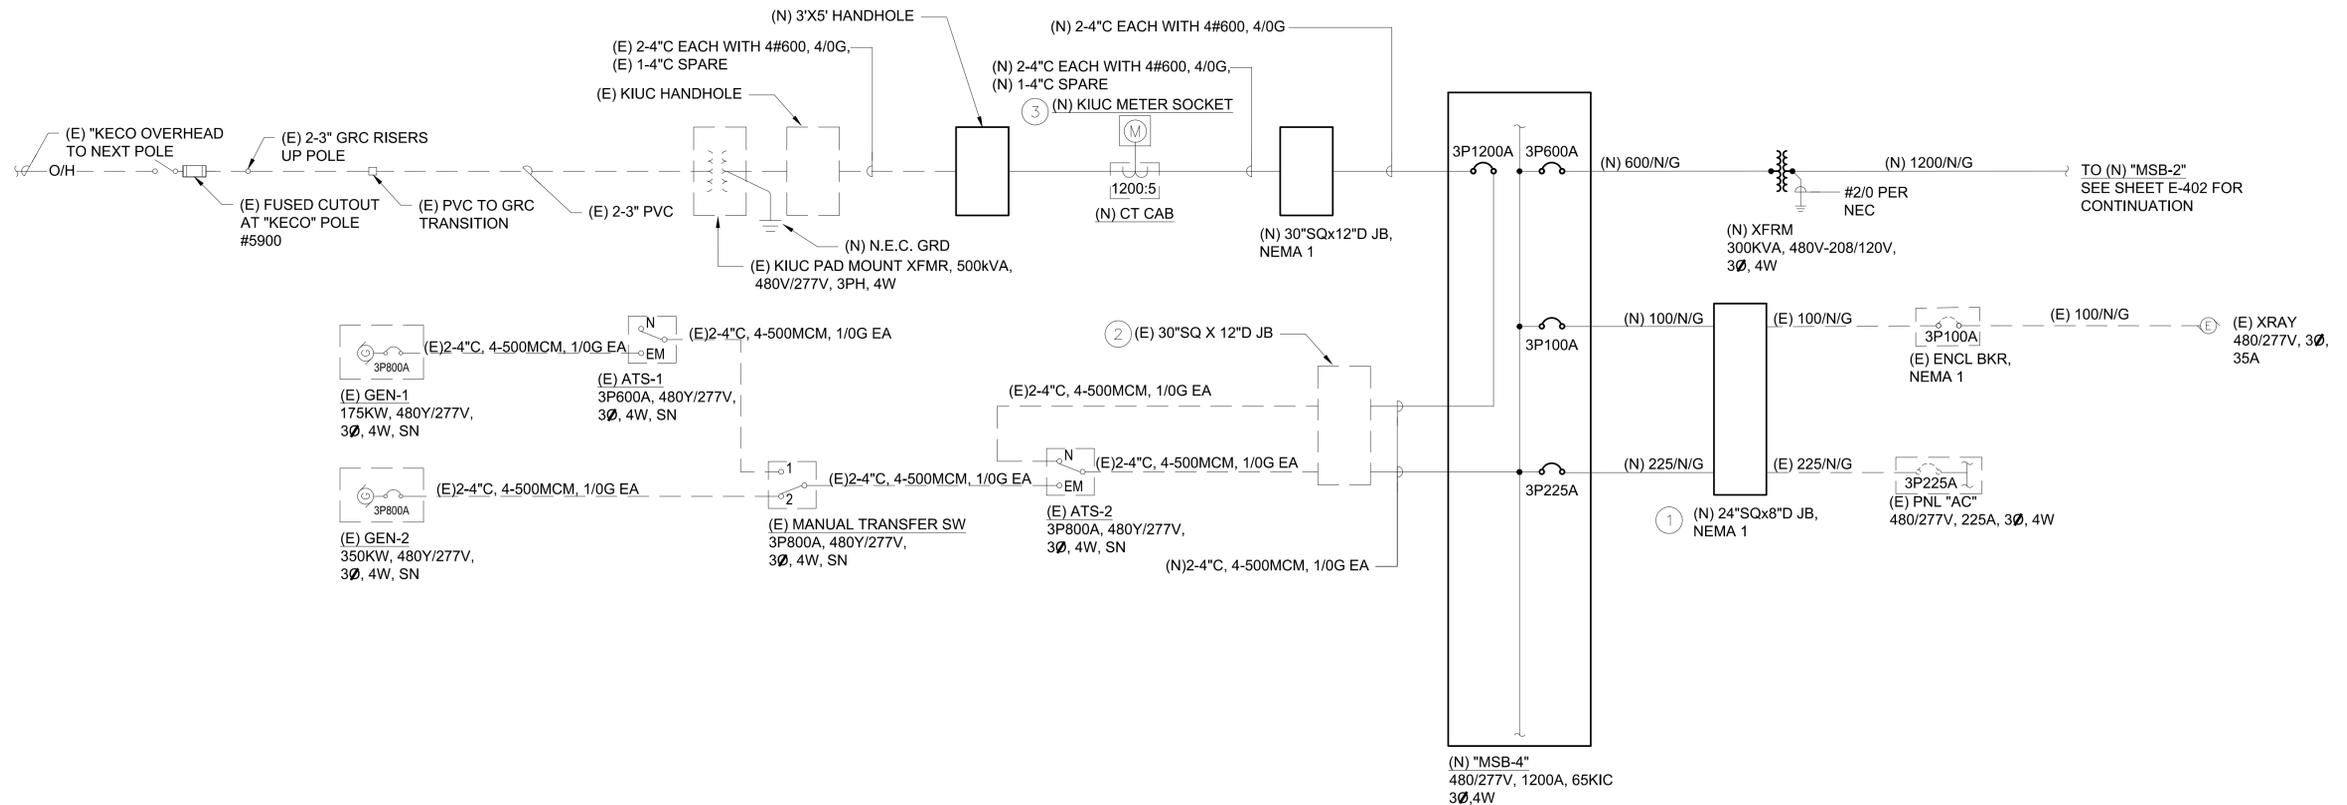 (N) 3'X5' HANDHOLE
(N) 2-4"C EACH WITH 4#600, 4/0G
(E) 2-4"C EACH WITH 4#600, 4/0G,
(E) 1-4"C SPARE
(N) 2-4"C EACH WITH 4#600, 4/0G,
(N) 1-4"C SPARE
(E) KIUC HANDHOLE
3 (N) KIUC METER SOCKET
M
(E) "KECO OVERHEAD
TO NEXT POLE
O/H
(E) 2-3" GRC RISERS
UP POLE
(E) FUSED CUTOUT
AT "KECO" POLE
#5900
(E) PVC TO GRC
TRANSITION
(E) 2-3" PVC
(N) N.E.C. GRD
(E) KIUC PAD MOUNT XFMR, 500kVA,
480V/277V, 3PH, 4W
1200:5
(N) CT CAB
(N) 30"SQx12"D JB,
NEMA 1
3P1200A
3P600A
(N) 600/N/G
(N) 1200/N/G
#2/0 PER
NEC
(N) XFRM
300KVA, 480V-208/120V,
3Ø, 4W
TO (N) "MSB-2"
SEE SHEET E-402 FOR
CONTINUATION
G
3P800A
(E) GEN-1
175KW, 480Y/277V,
3Ø, 4W, SN
(E)2-4"C, 4-500MCM, 1/0G EA
N
EM
(E) ATS-1
3P600A, 480Y/277V,
3Ø, 4W, SN
(E)2-4"C, 4-500MCM, 1/0G EA
2 (E) 30"SQ X 12"D JB
3P100A
(N) 100/N/G
(E) 100/N/G
3P100A
(E) ENCL BKR,
NEMA 1
(E) 100/N/G
E
(E) XRAY
480/277V, 3Ø,
35A
(E)2-4"C, 4-500MCM, 1/0G EA
G
3P800A
(E) GEN-2
350KW, 480Y/277V,
3Ø, 4W, SN
(E)2-4"C, 4-500MCM, 1/0G EA
1
2
(E) MANUAL TRANSFER SW
3P800A, 480Y/277V,
3Ø, 4W, SN
(E)2-4"C, 4-500MCM, 1/0G EA
N
EM
(E) ATS-2
3P800A, 480Y/277V,
3Ø, 4W, SN
(E)2-4"C, 4-500MCM, 1/0G EA
(N)2-4"C, 4-500MCM, 1/0G EA
3P225A
(N) 225/N/G
(E) 225/N/G
3P225A
(E) PNL "AC"
480/277V, 225A, 3Ø, 4W
1 (N) 24"SQx8"D JB,
NEMA 1
(N) "MSB-4"
480/277V, 1200A, 65KIC
3Ø,4W